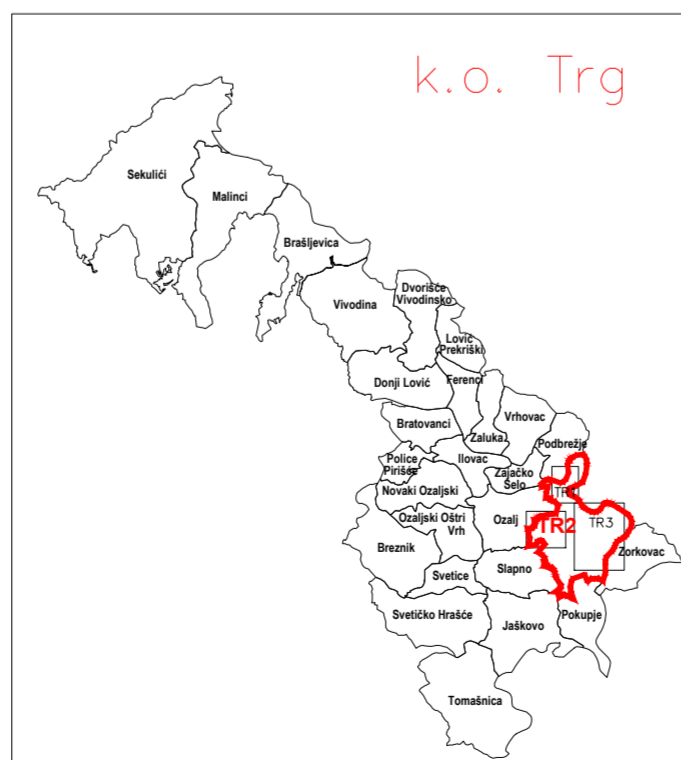 k.o. Trg
Sekulići
Malinci
Brašljevica
Dvorišće
Vivodinsko
Vivodina
Lović
Prekriški
Donji Lović
Ferenci
Vrhovac
Bratovanci
Zaluka
Podbrežje
Police
Pirišće
Ilovac
Zajačko
Selo
Novaki Ozaljski
TR1
Ozaljski Oštri
Vrh
Ozalj
TR2
TR3
Breznik
Zorkovac
Slapno
Svetice
Svetičko Hrašće
Jaškovo
Pokupje
Tomašnica